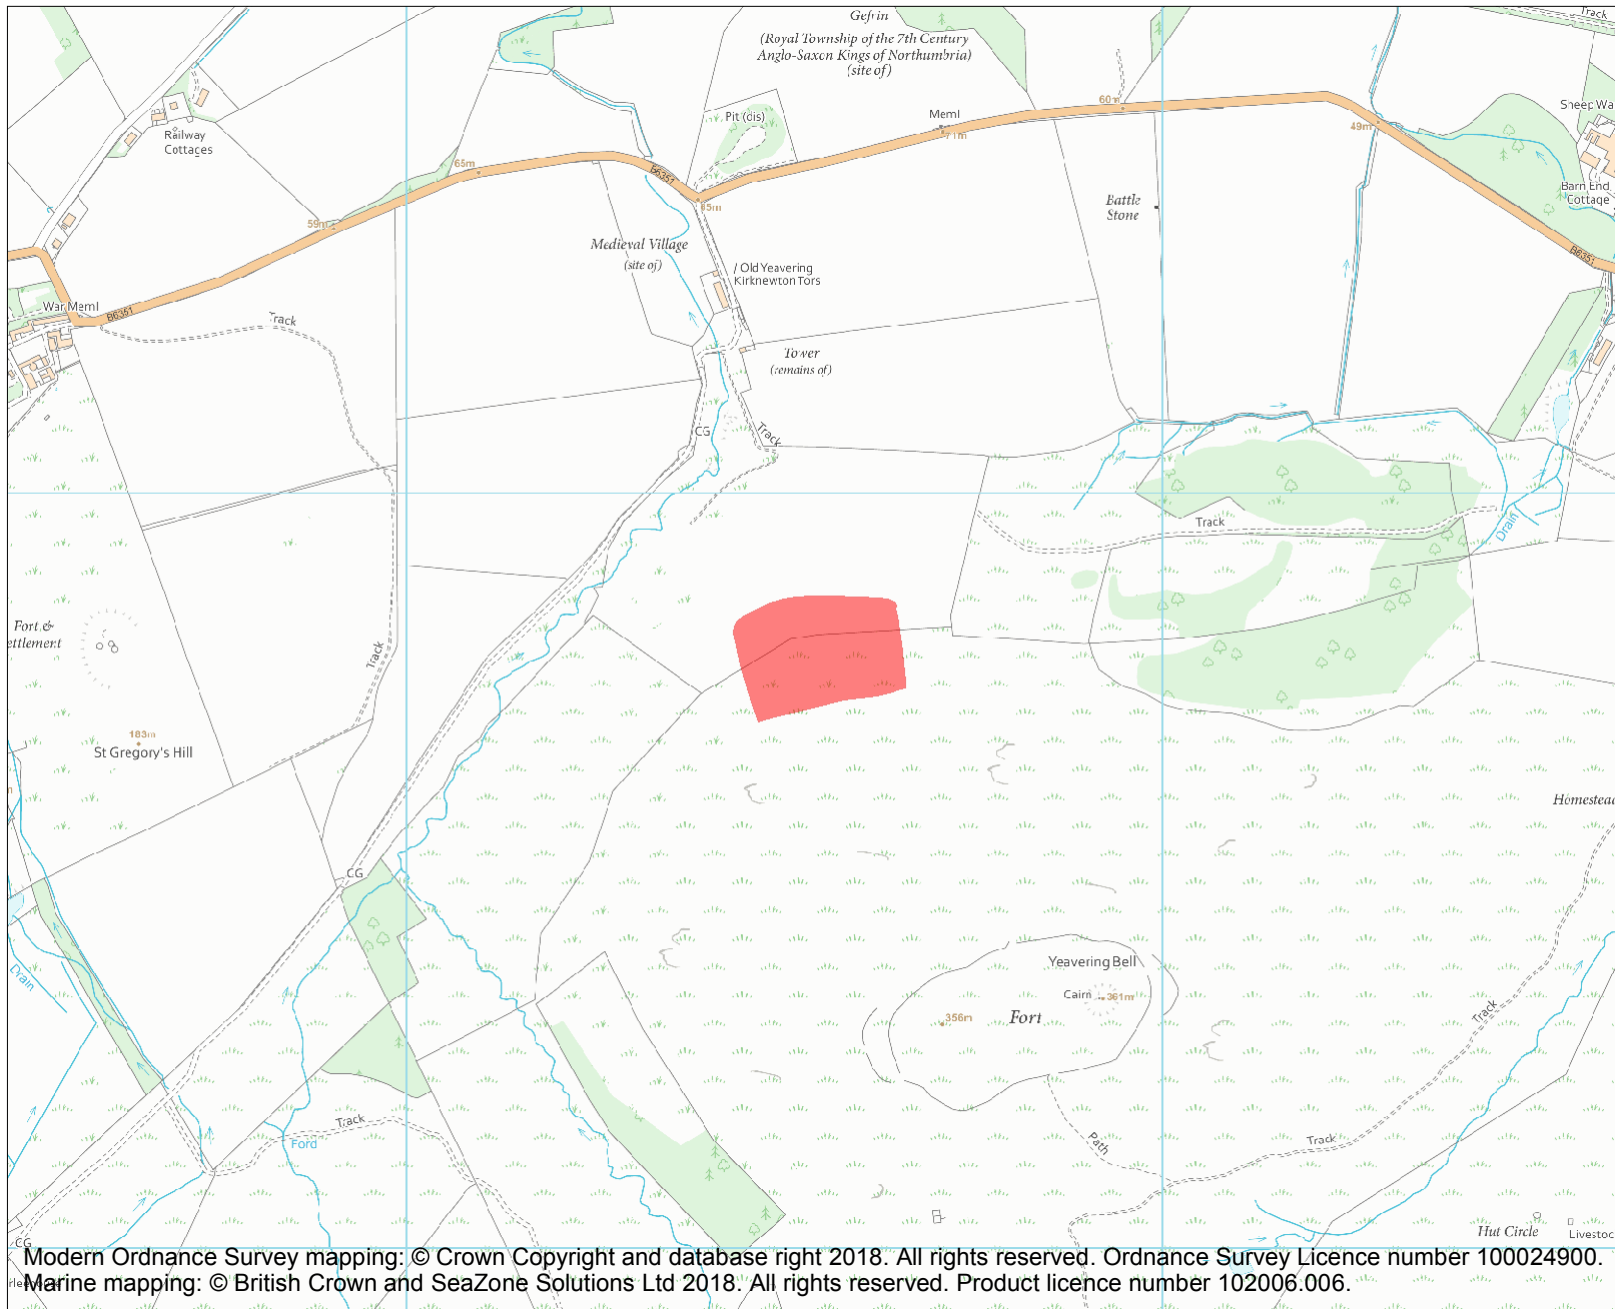 Gefrin
(Royal Township of the 7th Century
Anglo-Saxon Kings of Northumbria)
(site of)
Track
Pit (dis)
Meml
71m
60m
49m
Sheep Wa
Railway
Cottages
65m
B6351
65m
Barn End
Cottage
Battle
Stone
59m
Medieval Village
(site of)
Old Yeavering
Kirknewton Tors
B6351
War Meml
B6351
Track
Tower
(remains of)
CG
Track
Track
Drain
Fort &
ettlement
Track
183m
St Gregory's Hill
Homestead
CG
Yeavering Bell
Cairn
361m
356m
Fort
Drain
Track
Track
Ford
Path
Track
Hut Circle
Livestoc
CG
Modern Ordnance Survey mapping: © Crown Copyright and database right 2018. All rights reserved. Ordnance Survey Licence number 100024900.
Marine mapping: © British Crown and SeaZone Solutions Ltd 2018. All rights reserved. Product licence number 102006.006.